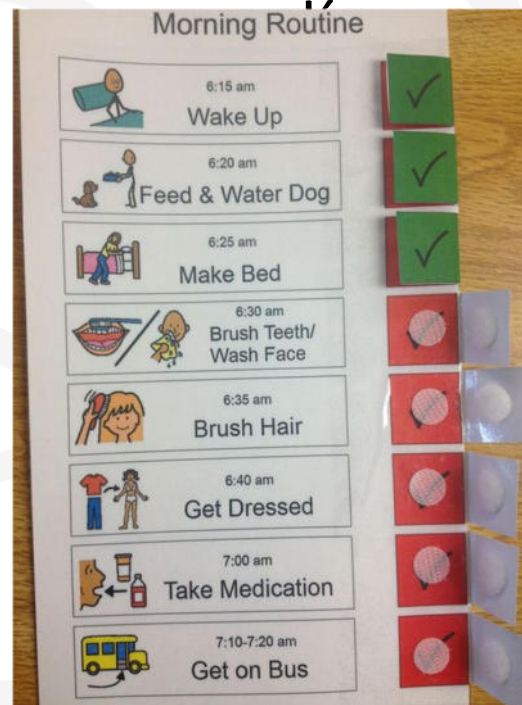 Morning Routine
6:15 am
Wake Up
6:20 am
Feed & Water Dog
6:25 am
Make Bed
6:30 am
Brush Teeth/
Wash Face
6:35 am
Brush Hair
6:40 am
Get Dressed
7:00 am
Take Medication
7:10-7:20 am
Get on Bus